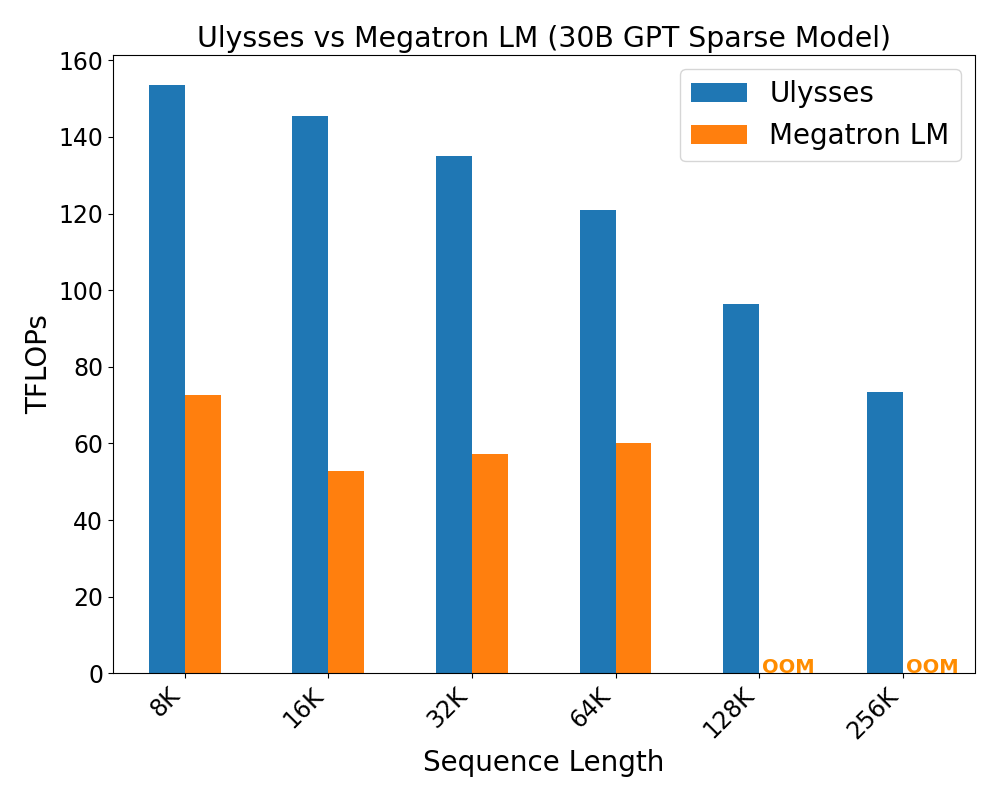 Ulysses vs Megatron LM (30B GPT Sparse Model)
Ulysses
Megatron LM
TFLOPs
160
140
120
100
80
60
40
20
0
OOM
OOM
8K
16K
32K
64K
128K
256K
Sequence Length